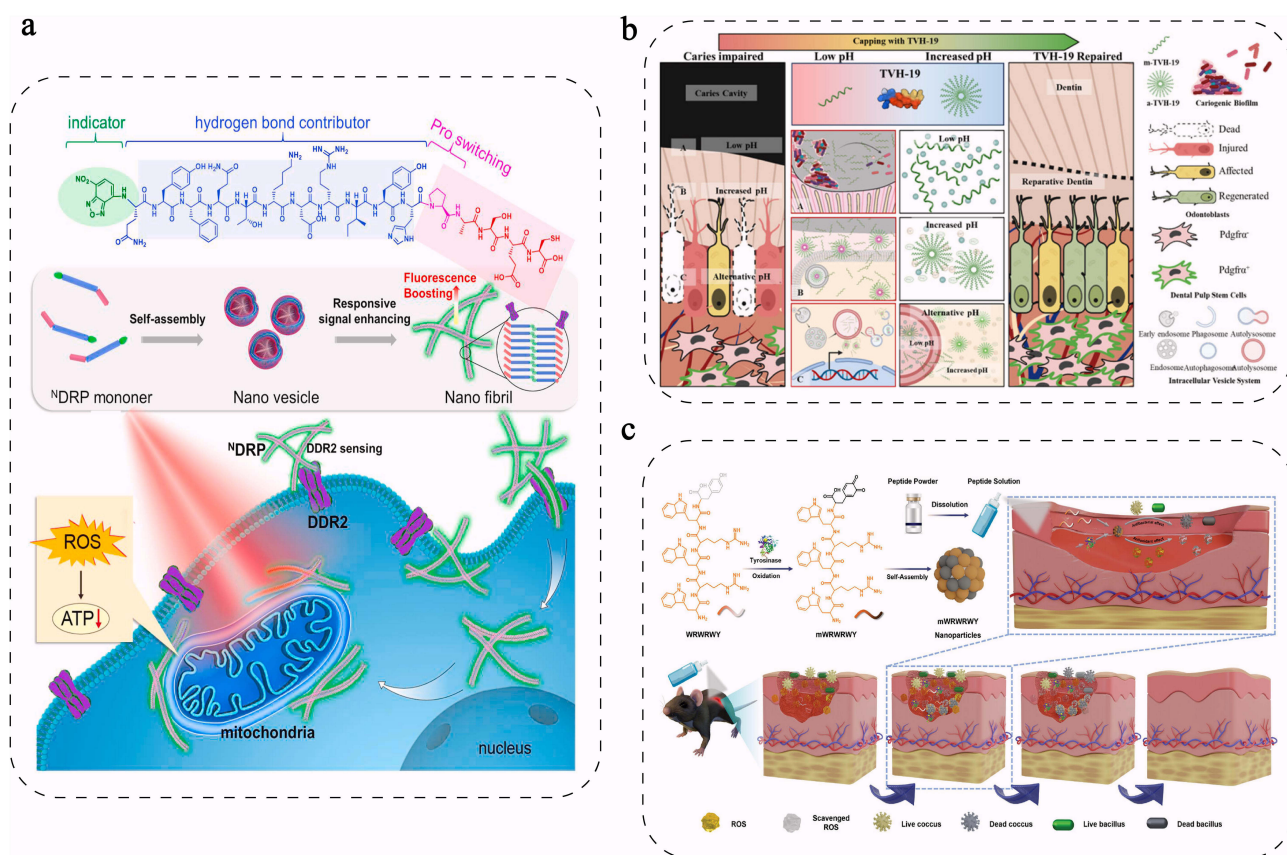 a
indicator
hydrogen bond contributor
Pro switching
Fluorescence
Boosting
Self-assembly
Responsive
signal enhancing
NDRP mononer
Nano vesicle
Nano fibril
NDRP
DDR2 sensing
DDR2
ROS
ATP
mitochondria
nucleus
b
Capping with TVH-19
Caries impaired
Low pH
Increased pH
TVH-19 Repaired
TVH-19
Caries Cavity
A
Low pH
B
Increased pH
C
Alternative pH
A
Low pH
B
Increased pH
C
Alternative pH
Low pH
Increased pH
Dentin
Reparative Dentin
m-TVH-19
a-TVH-19
Cariogenic Biofilm
Dead
Injured
Affected
Regenerated
Odontoblasts
Pdgfrα-
Pdgfrα+
Dental Pulp Stem Cells
Early endosome Phagosome Autolysosome
Endosome Autophagosome Autolysosome
Intracellular Vesicle System
c
Peptide Powder
Peptide Solution
Dissolution
Tyrosinase
Oxidation
Self-Assembly
WRWRWY
mWRWRWY
mWRWRWY
Nanoparticles
ROS
Scavenged
ROS
Live coccus
Dead coccus
Live bacillus
Dead bacillus